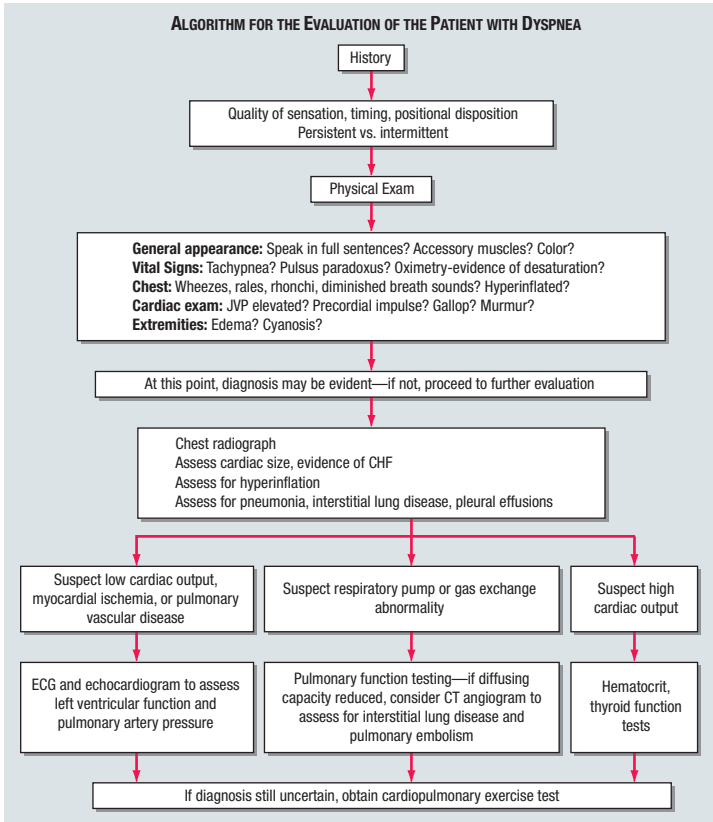 ALGORITHM FOR THE EVALUATION OF THE PATIENT WITH DYSPNEA
History
Quality of sensation, timing, positional disposition
Persistent vs. intermittent
Physical Exam
General appearance: Speak in full sentences? Accessory muscles? Color?
Vital Signs: Tachypnea? Pulsus paradoxus? Oximetry-evidence of desaturation?
Chest: Wheezes, rales, rhonchi, diminished breath sounds? Hyperinflated?
Cardiac exam: JVP elevated? Precordial impulse? Gallop? Murmur?
Extremities: Edema? Cyanosis?
At this point, diagnosis may be evident—if not, proceed to further evaluation
Chest radiograph
Assess cardiac size, evidence of CHF
Assess for hyperinflation
Assess for pneumonia, interstitial lung disease, pleural effusions
Suspect low cardiac output,
myocardial ischemia, or pulmonary
vascular disease
Suspect respiratory pump or gas exchange
abnormality
Suspect high
cardiac output
ECG and echocardiogram to assess
left ventricular function and
pulmonary artery pressure
Pulmonary function testing—if diffusing
capacity reduced, consider CT angiogram to
assess for interstitial lung disease and
pulmonary embolism
Hematocrit,
thyroid function
tests
If diagnosis still uncertain, obtain cardiopulmonary exercise test